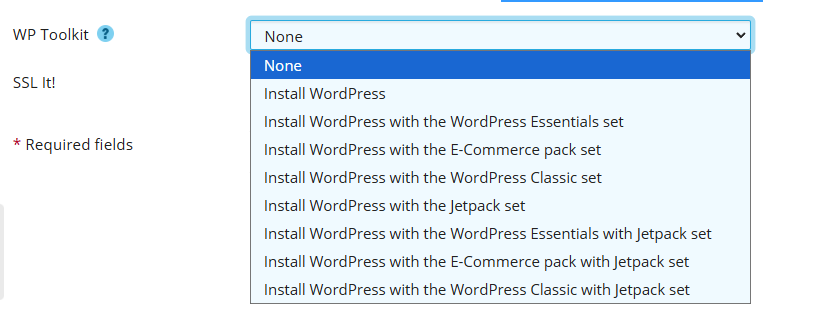 WP Toolkit ?
None
None
SSL It!
Install WordPress
Install WordPress with the WordPress Essentials set
* Required fields
Install WordPress with the E-Commerce pack set
Install WordPress with the WordPress Classic set
Install WordPress with the Jetpack set
Install WordPress with the WordPress Essentials with Jetpack set
Install WordPress with the E-Commerce pack with Jetpack set
Install WordPress with the WordPress Classic with Jetpack set